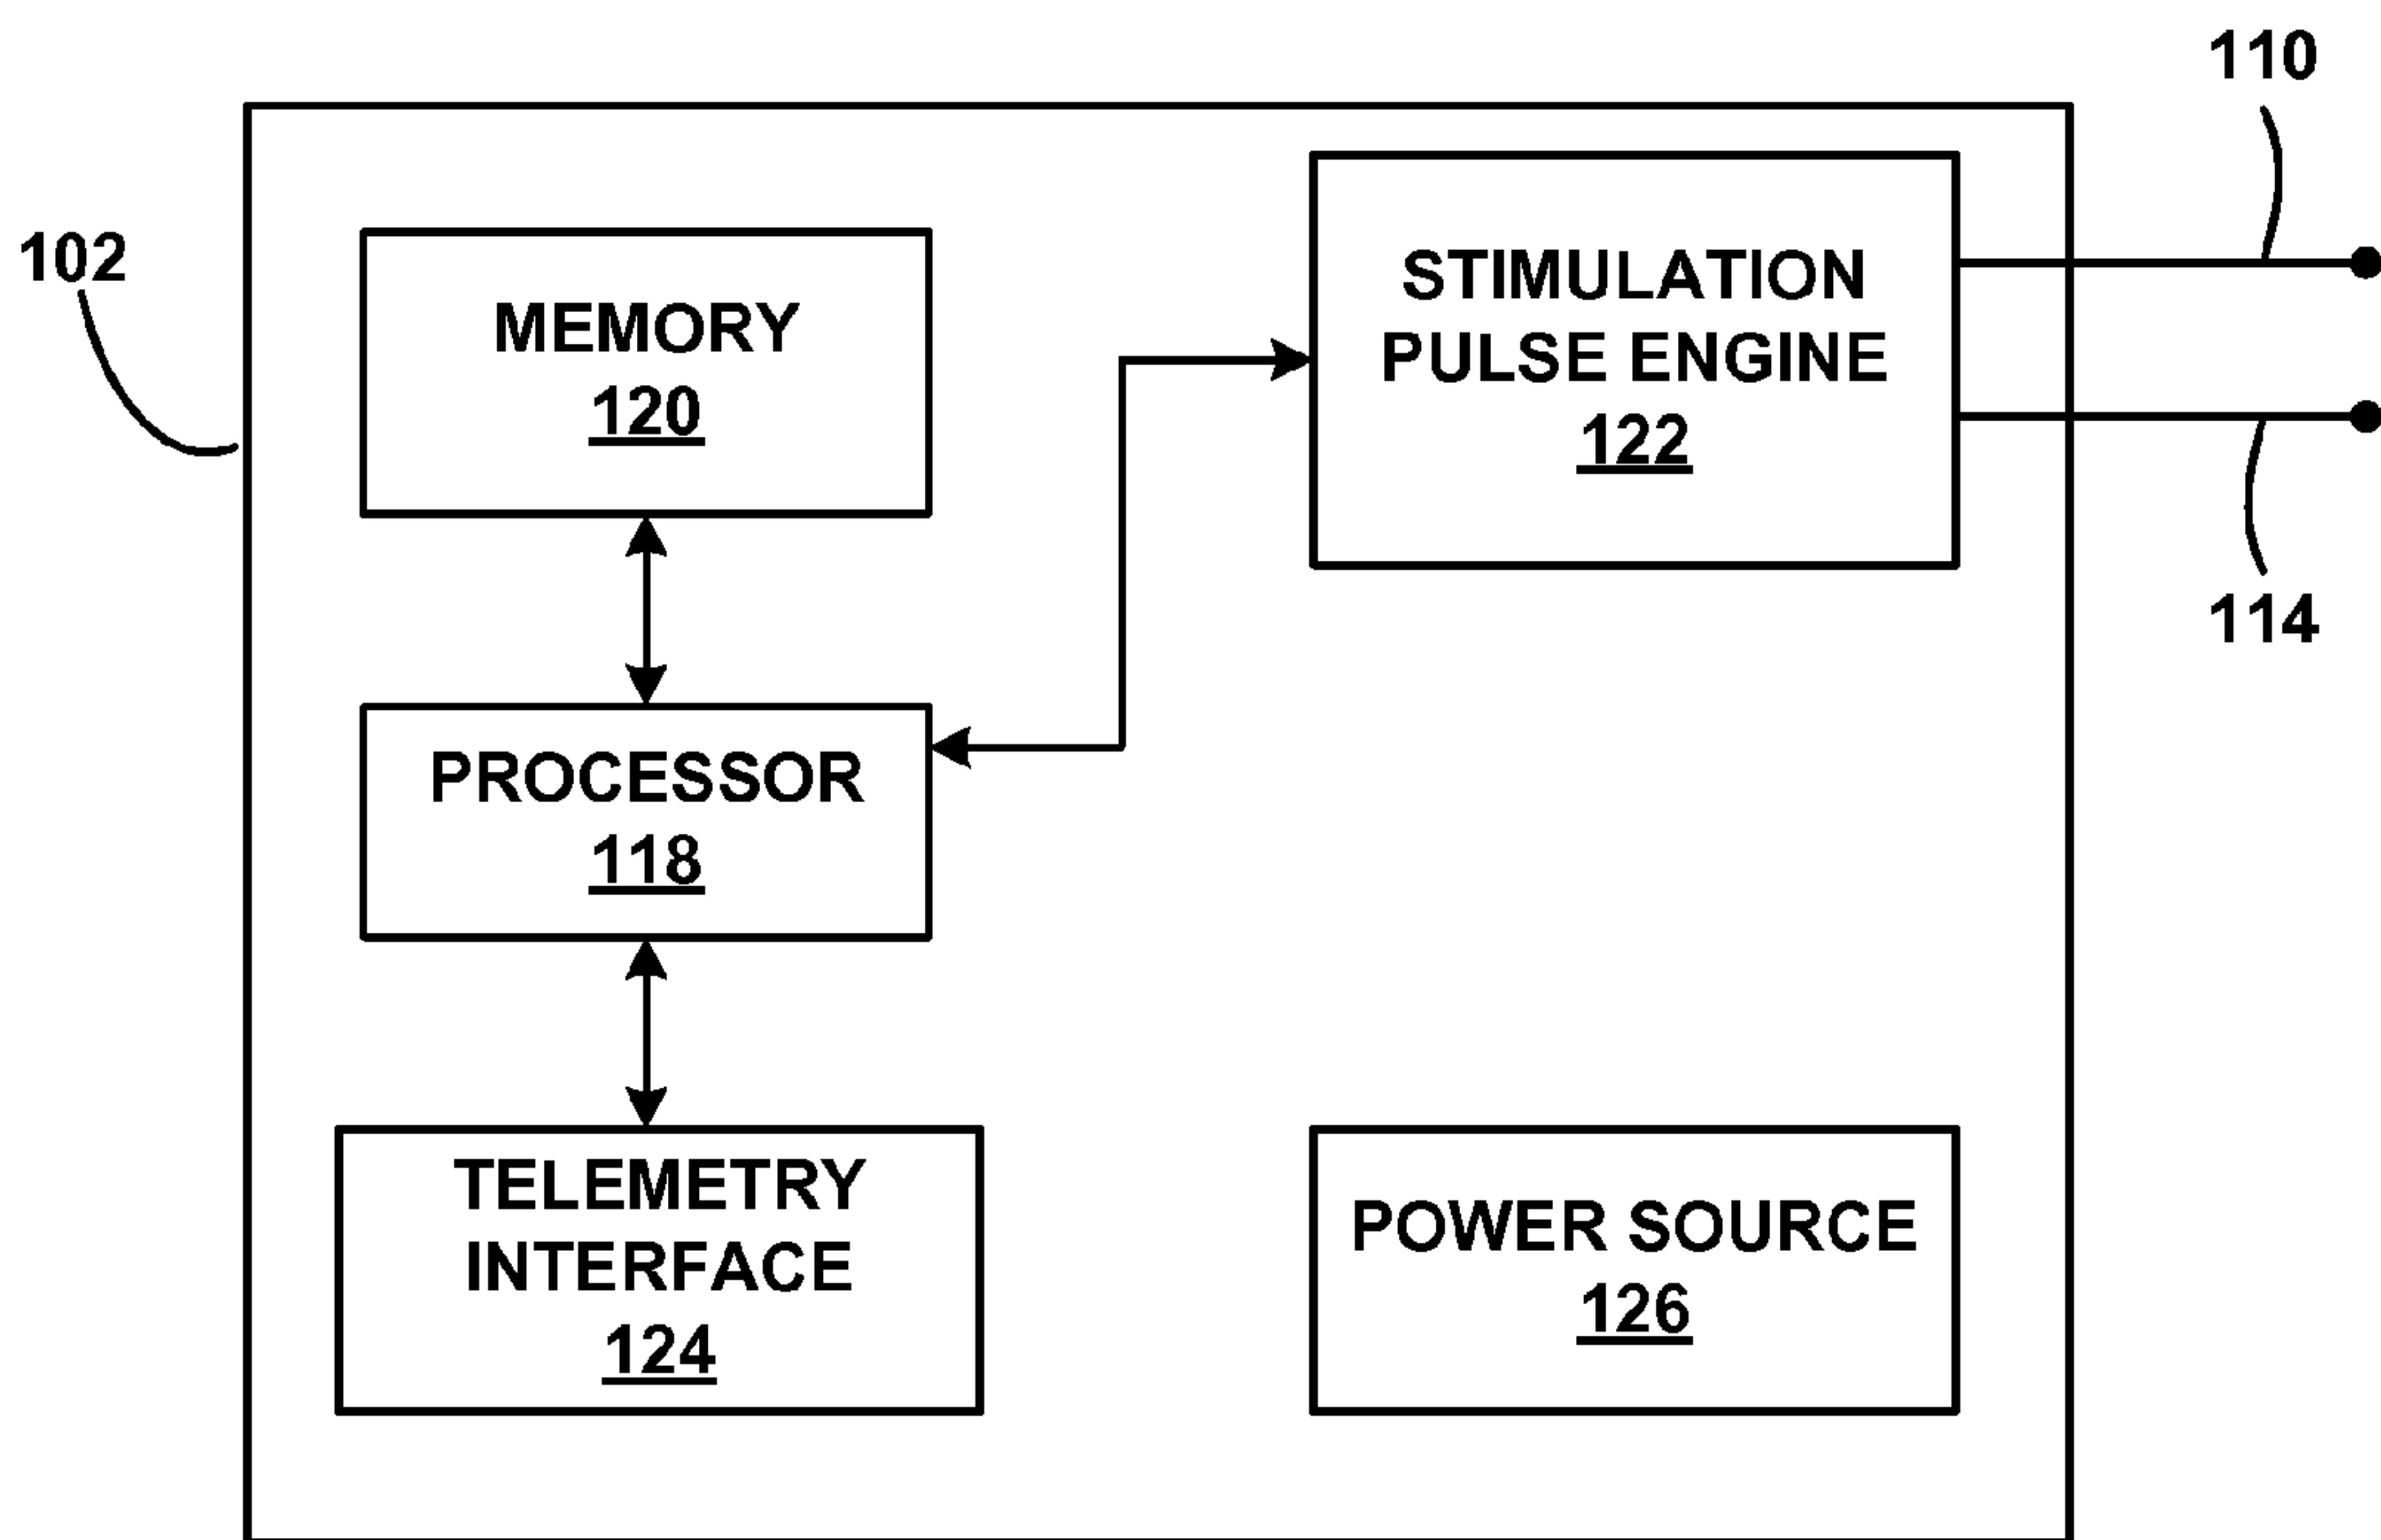 110
102
MEMORY
120
STIMULATION
PULSE ENGINE
122
114
PROCESSOR
118
TELEMETRY
INTERFACE
124
POWER SOURCE
126